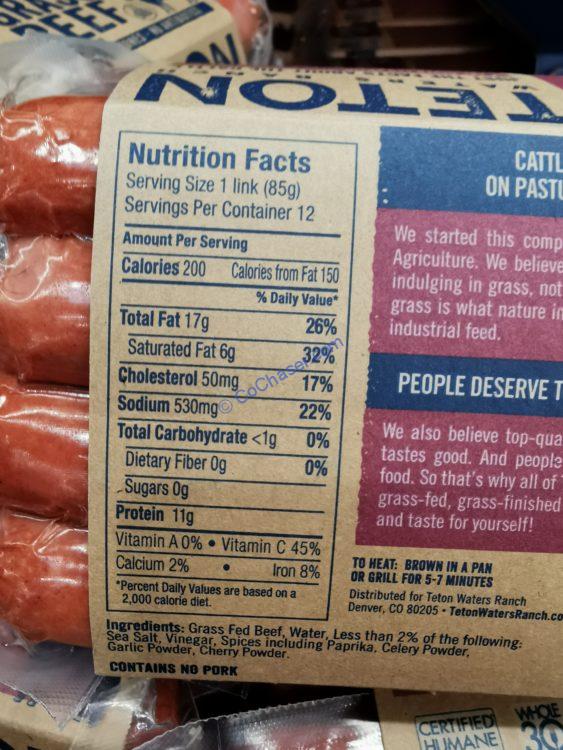 GRASS
BEEF
TETON
WATERS RANCH
Nutrition Facts
Serving Size 1 link (85g)
Servings Per Container 12
Amount Per Serving
Calories 200 Calories from Fat 150
% Daily Value*
Total Fat 17g 26%
Saturated Fat 6g 32%
Cholesterol 50mg 17%
Sodium 530mg 22%
Total Carbohydrate <1g 0%
Dietary Fiber 0g 0%
Sugars 0g
Protein 11g
Vitamin A 0% • Vitamin C 45%
Calcium 2% • Iron 8%
*Percent Daily Values are based on a
2,000 calorie diet.
© CoChaser.com
Ingredients: Grass Fed Beef, Water, Less than 2% of the following:
Sea Salt, Vinegar, Spices including Paprika, Celery Powder,
Garlic Powder, Cherry Powder.
CONTAINS NO PORK
CATTL
ON PASTU
We started this comp
Agriculture. We believe
indulging in grass, not
grass is what nature in
industrial feed.
PEOPLE DESERVE T
We also believe top-qua
tastes good. And people
food. So that's why all of
grass-fed, grass-finished
and taste for yourself!
TO HEAT: BROWN IN A PAN
OR GRILL FOR 5-7 MINUTES
Distributed for Teton Waters Ranch
Denver, CO 80205 • TetonWatersRanch.co
CERTIFIED
HUMANE
WHOLE
30